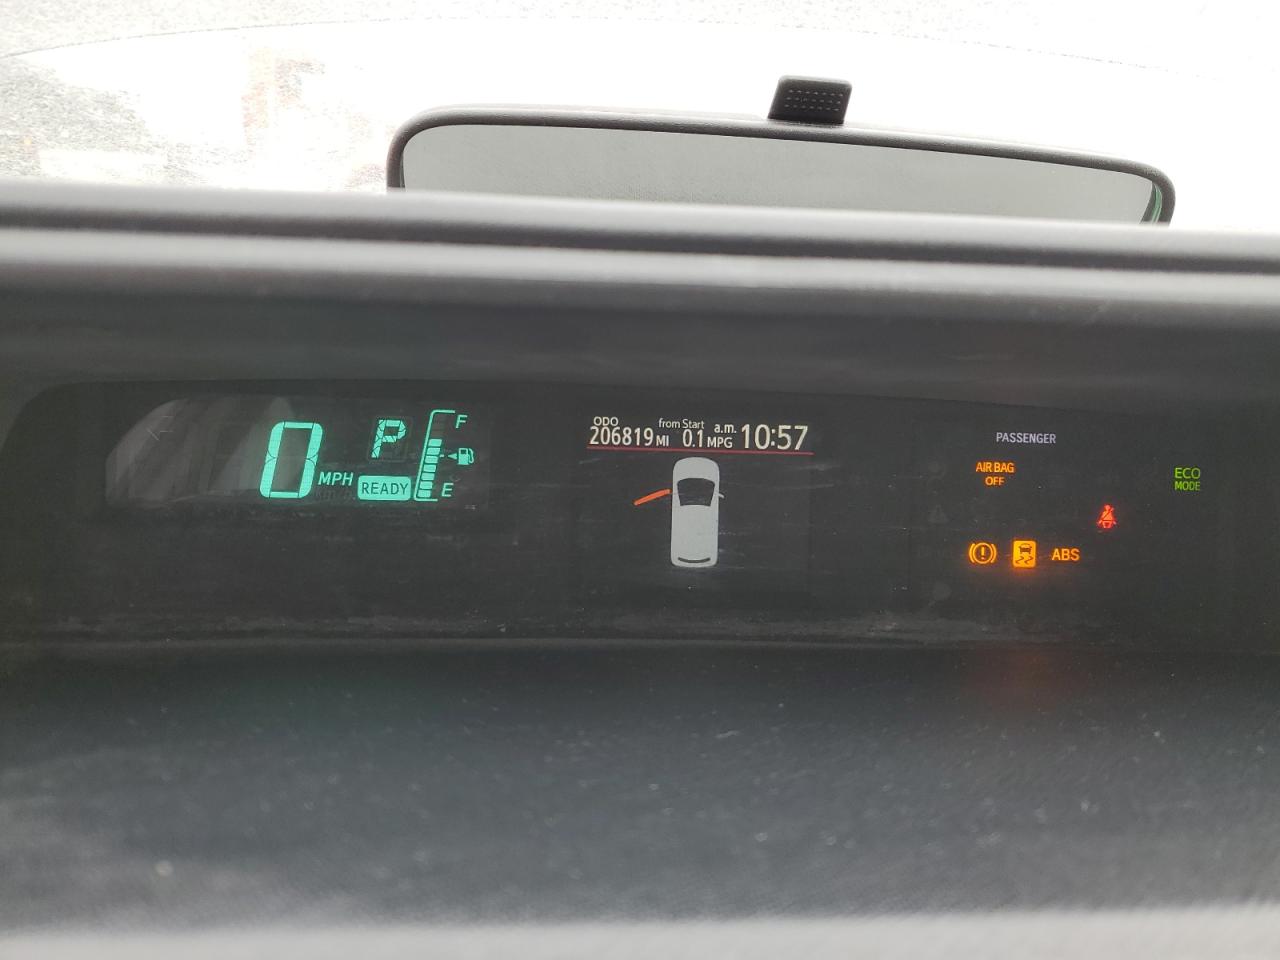 0 MPH
P
READY
F
E
ODO
206819 MI
from Start
0.1 MPG
a.m. 10:57
PASSENGER
AIR BAG
OFF
ECO
MODE
ABS